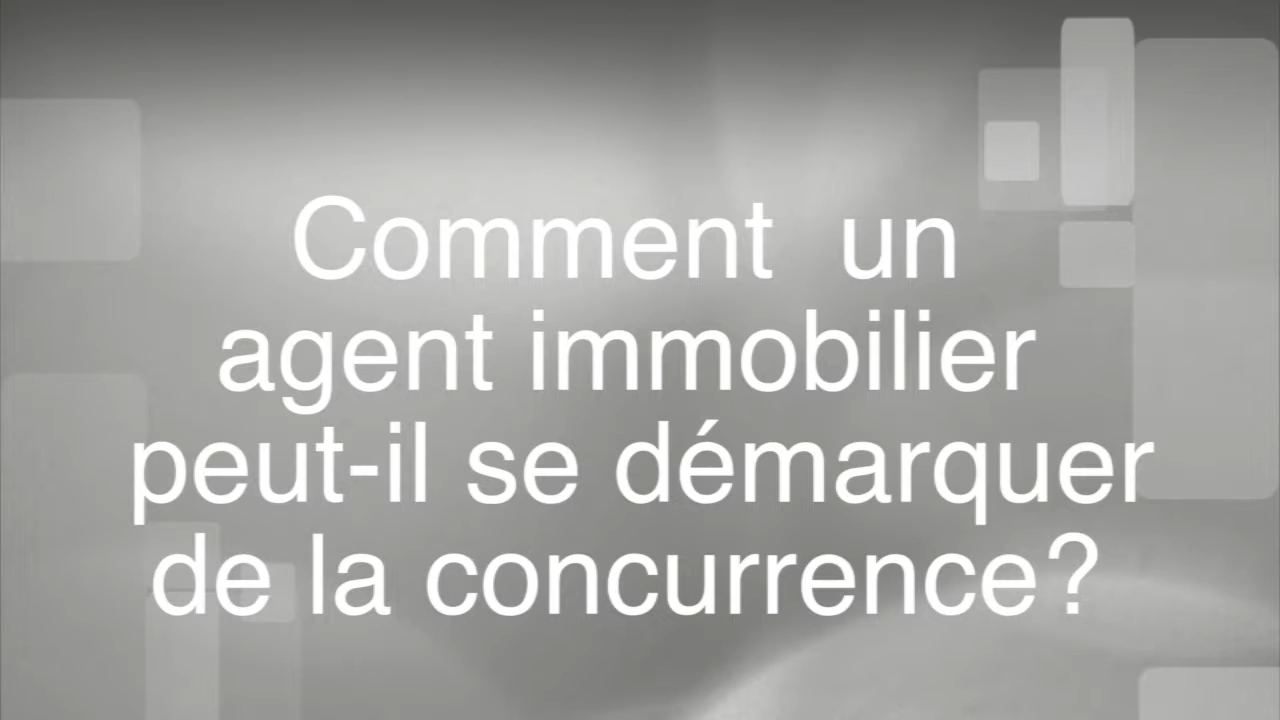 Comment un
agent immobilier
peut-il se démarquer
de la concurrence?